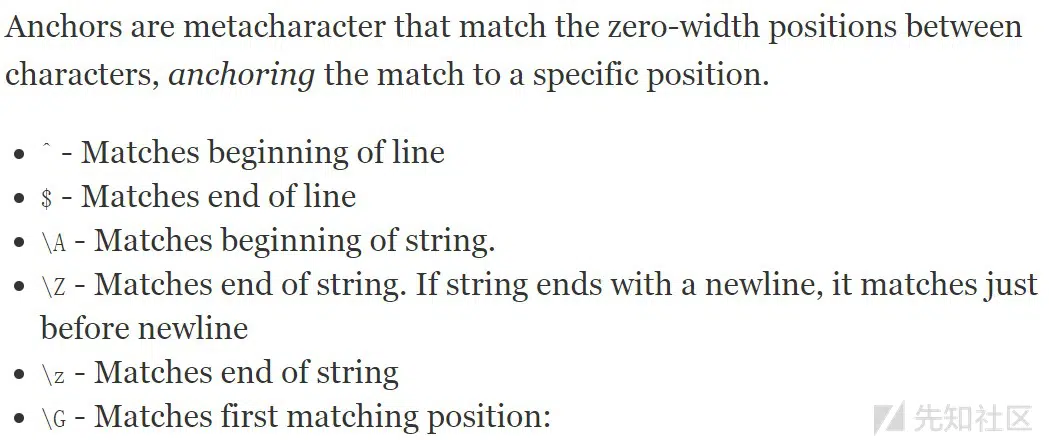 Anchors are metacharacter that match the zero-width positions between
characters, anchoring the match to a specific position.
• ^ - Matches beginning of line
• $ - Matches end of line
• \A - Matches beginning of string.
• \Z - Matches end of string. If string ends with a newline, it matches just
before newline
• \z - Matches end of string
• \G - Matches first matching position:
先知社区